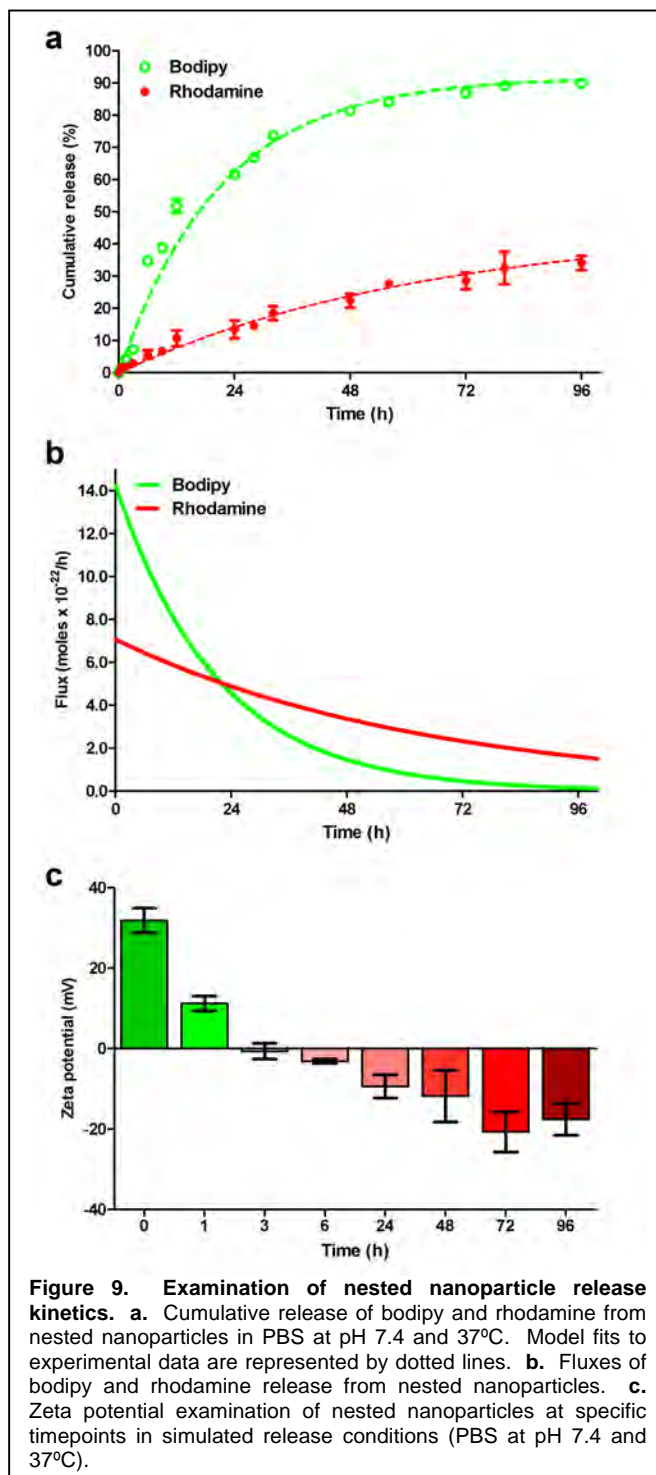 a
Bodipy
Rhodamine
100
90
80
70
60
50
40
30
20
10
0
Cumulative release (%)
0 24 48 72 96
Time (h)
b
Bodipy
Rhodamine
14.0
12.0
10.0
8.0
6.0
4.0
2.0
0.0
Flux (moles x 10⁻²²/h)
0 24 48 72 96
Time (h)
c
40
20
0
-20
-40
Zeta potential (mV)
0 1 3 6 24 48 72 96
Time (h)
Figure 9. Examination of nested nanoparticle release
kinetics. a. Cumulative release of bodipy and rhodamine from
nested nanoparticles in PBS at pH 7.4 and 37ºC. Model fits to
experimental data are represented by dotted lines. b. Fluxes of
bodipy and rhodamine release from nested nanoparticles. c.
Zeta potential examination of nested nanoparticles at specific
timepoints in simulated release conditions (PBS at pH 7.4 and
37ºC).